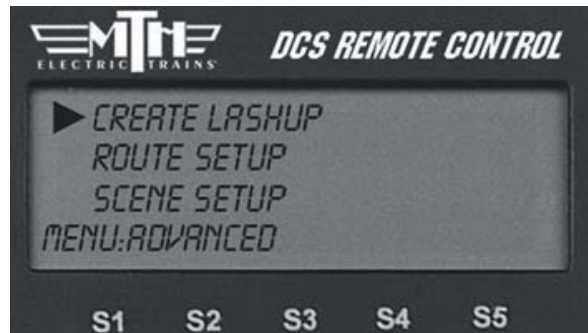 MTH
ELECTRIC TRAINS
DCS REMOTE CONTROL
CREATE LASHUP
ROUTE SETUP
SCENE SETUP
MENU:ADVANCED
S1 S2 S3 S4 S5